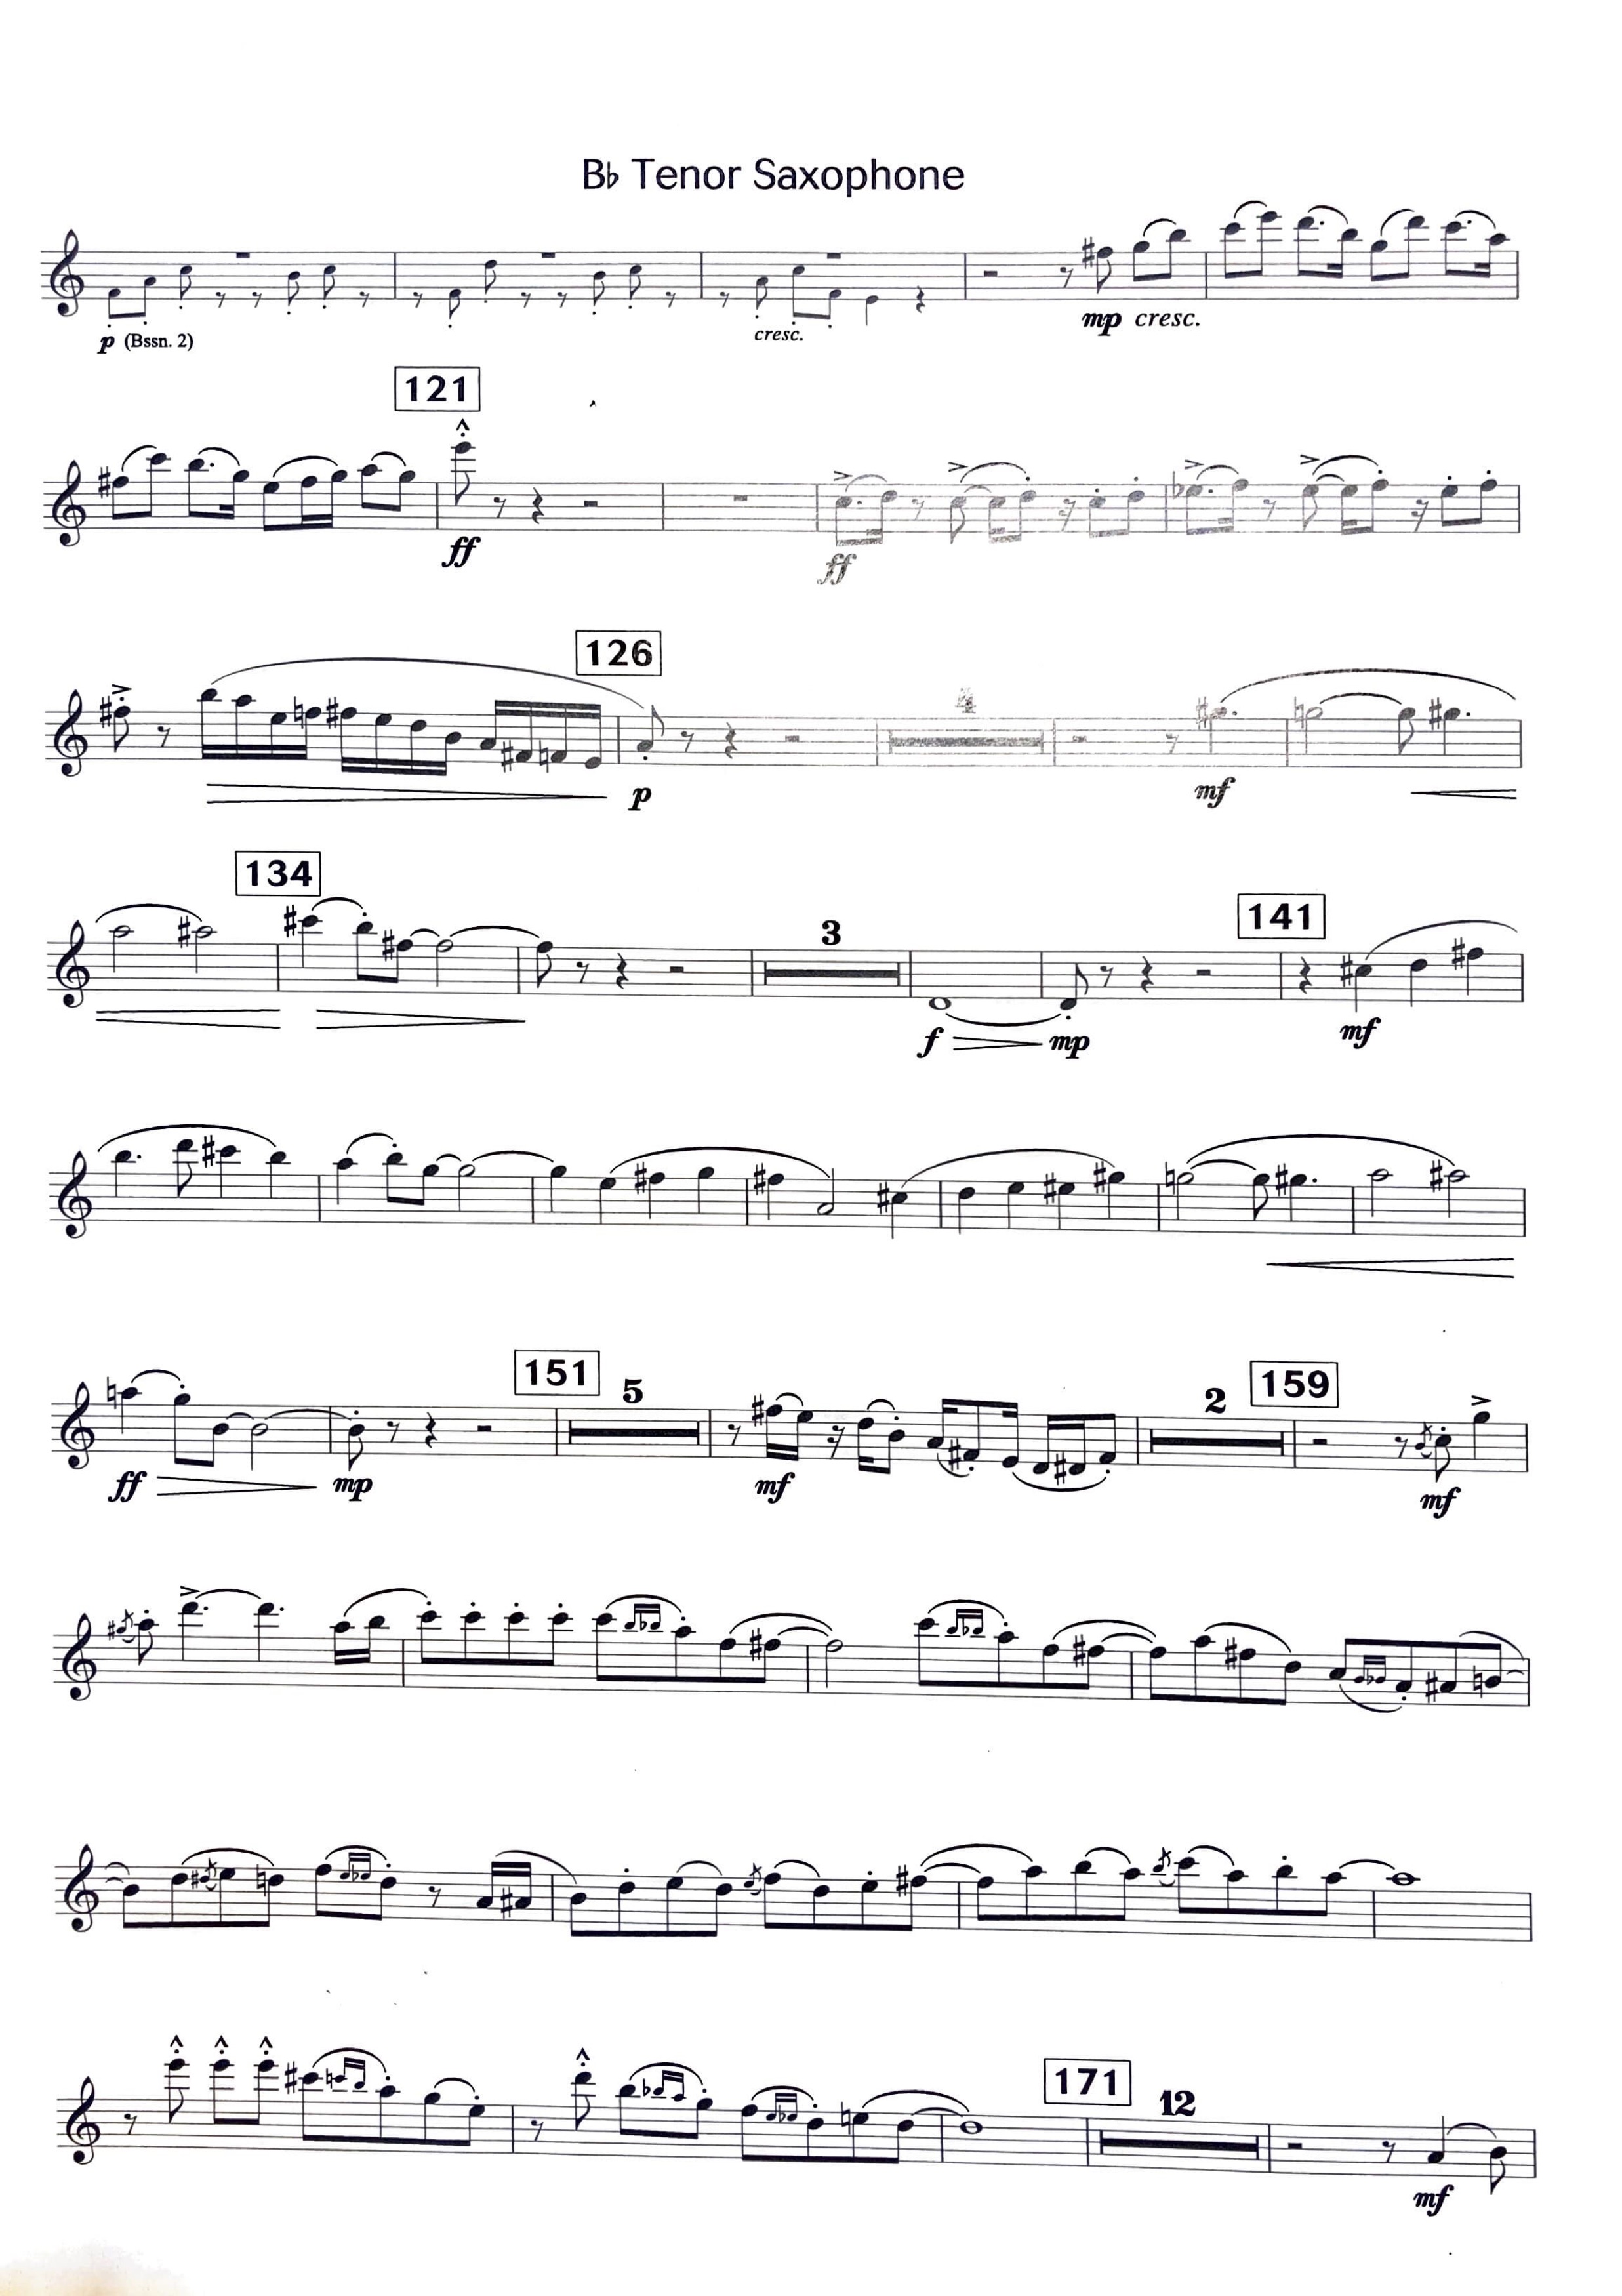 B♭ Tenor Saxophone
p (Bssn. 2) cresc. mp cresc.
121
ff ff
126 4
p mf
134 3 141
f mp mf
151 5 2 159
ff mp mf mf
171 12
mf